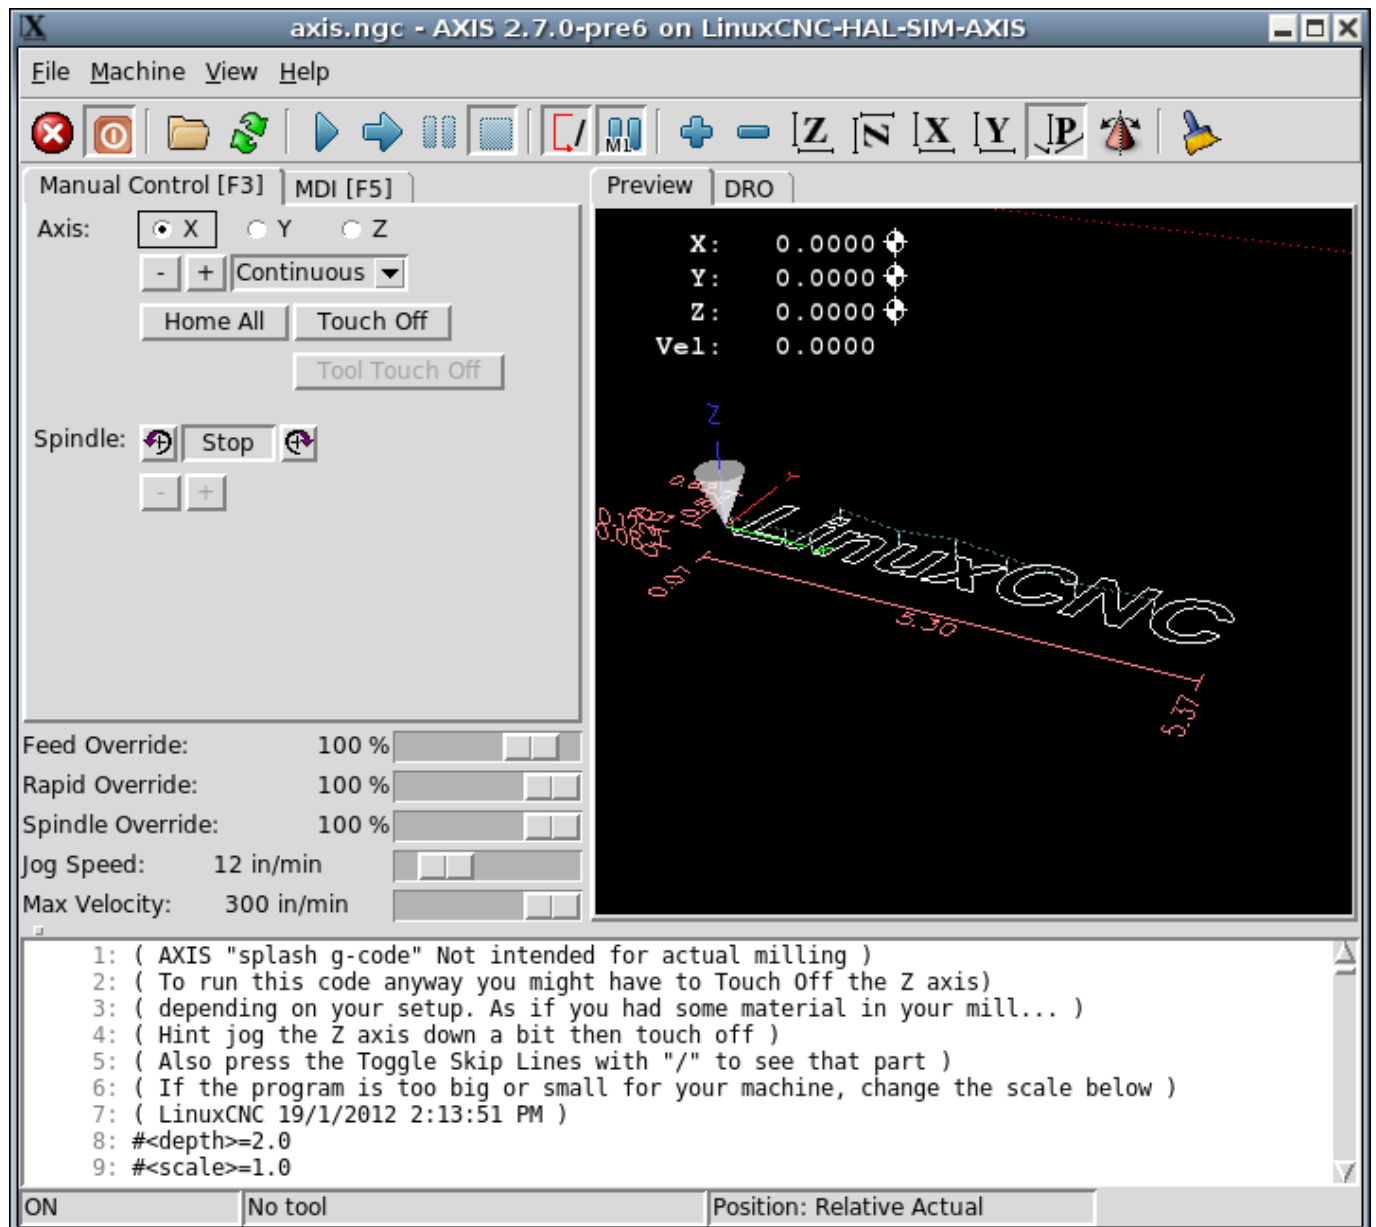 axis.ngc - AXIS 2.7.0-pre6 on LinuxCNC-HAL-SIM-AXIS
File Machine View Help
M1 Z N X Y P
Manual Control [F3] MDI [F5]
Preview DRO
Axis: X Y Z
- + Continuous
Home All Touch Off
Tool Touch Off
Spindle: Stop
- +
X: 0.0000
Y: 0.0000
Z: 0.0000
Vel: 0.0000
Z
Y
LinuxCNC
0.07
5.30
5.37
Feed Override: 100 %
Rapid Override: 100 %
Spindle Override: 100 %
Jog Speed: 12 in/min
Max Velocity: 300 in/min
1: ( AXIS "splash g-code" Not intended for actual milling )
2: ( To run this code anyway you might have to Touch Off the Z axis)
3: ( depending on your setup. As if you had some material in your mill... )
4: ( Hint jog the Z axis down a bit then touch off )
5: ( Also press the Toggle Skip Lines with "/" to see that part )
6: ( If the program is too big or small for your machine, change the scale below )
7: ( LinuxCNC 19/1/2012 2:13:51 PM )
8: #<depth>=2.0
9: #<scale>=1.0
ON No tool Position: Relative Actual